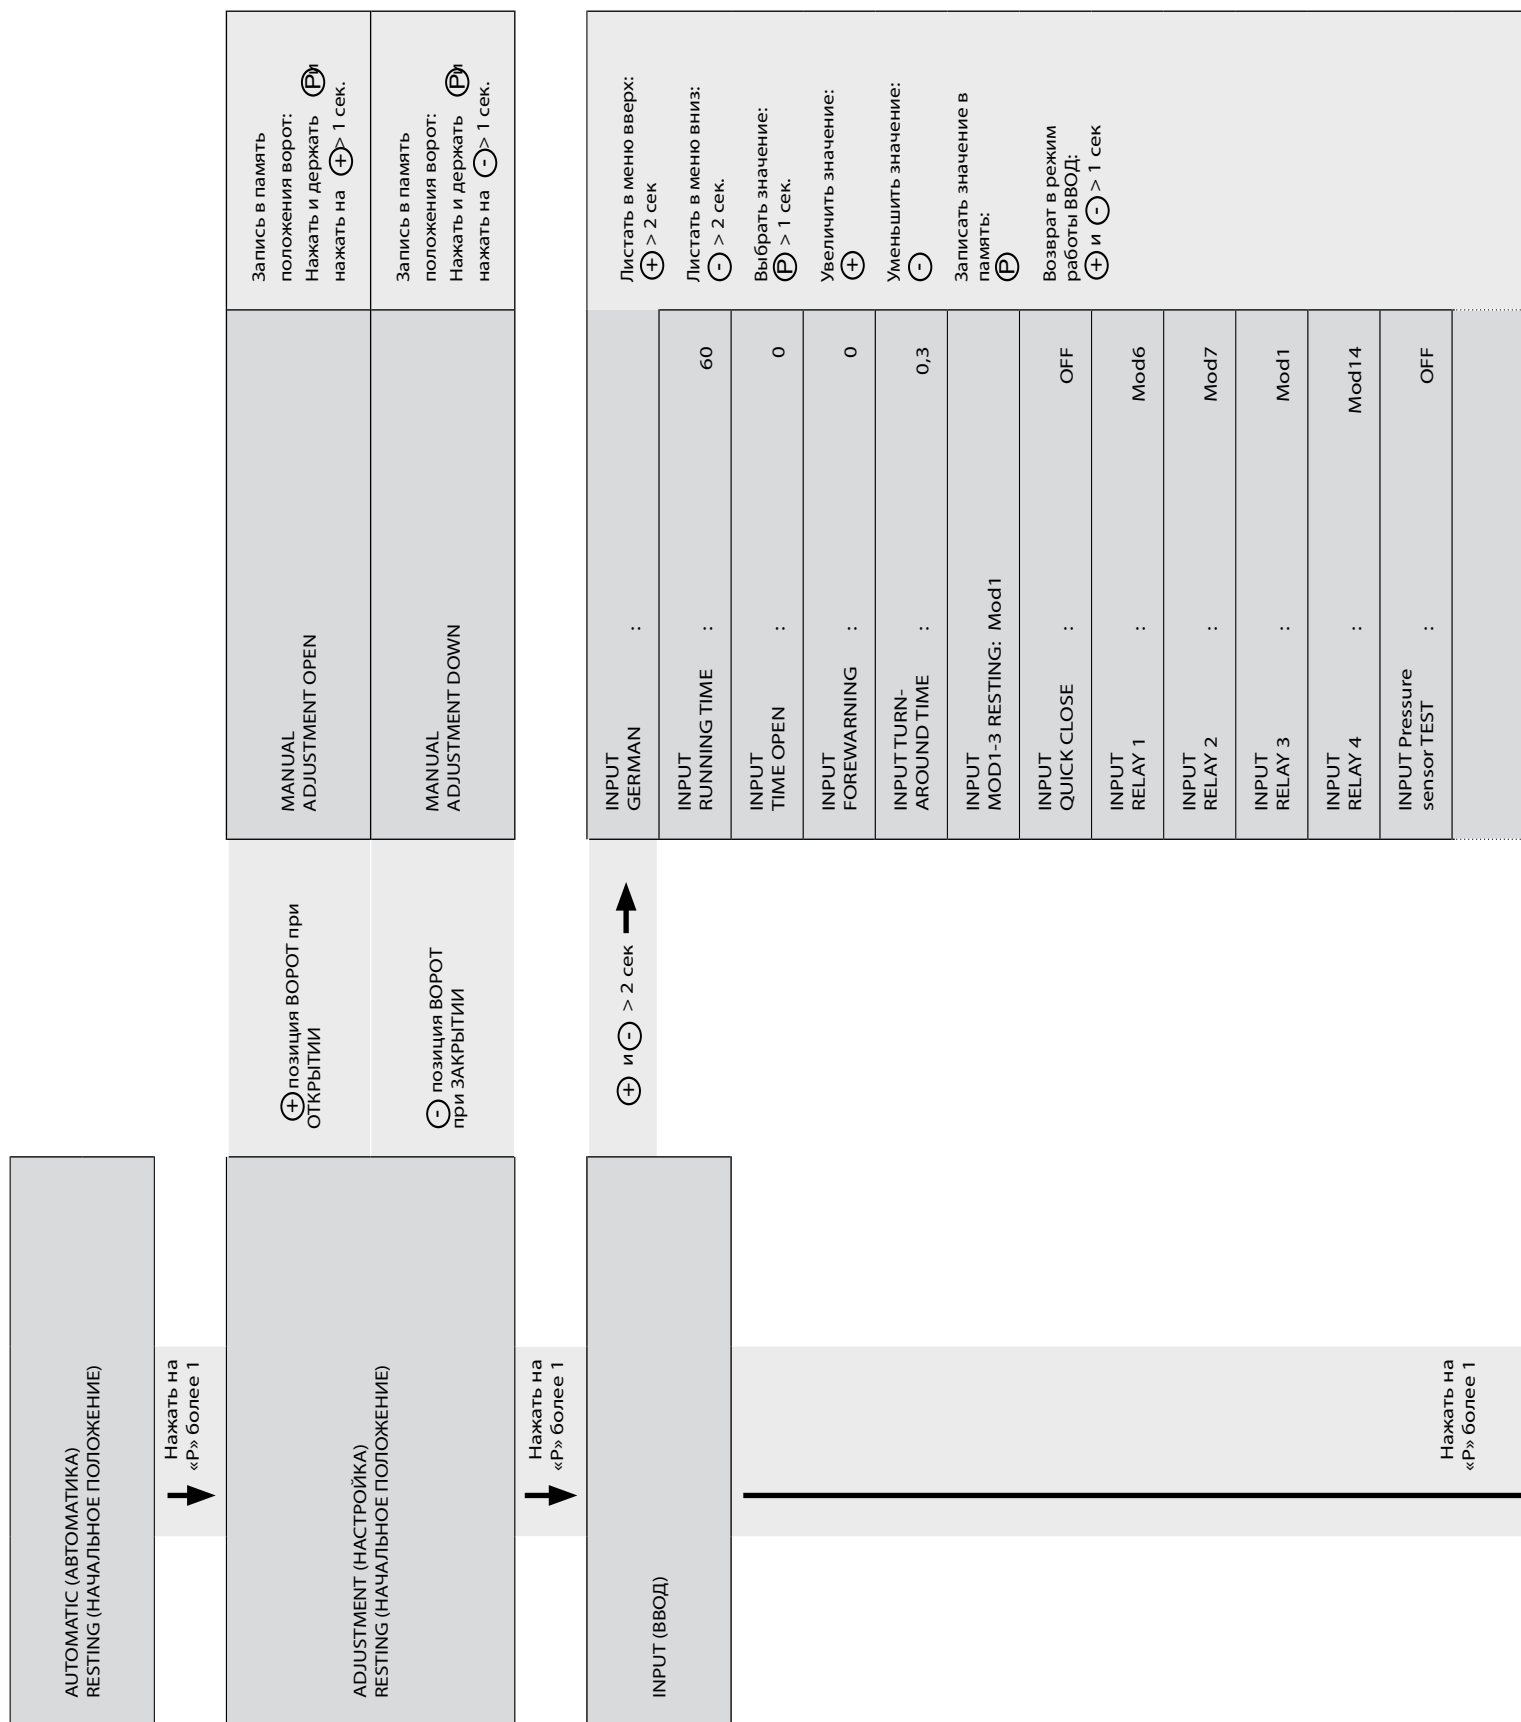 AUTOMATIC (АВТОМАТИКА)
RESTING (НАЧАЛЬНОЕ ПОЛОЖЕНИЕ)
Нажать на
«Р» более 1
ADJUSTMENT (НАСТРОЙКА)
RESTING (НАЧАЛЬНОЕ ПОЛОЖЕНИЕ)
+ позиция ВОРОТ при
ОТКРЫТИИ
MANUAL
ADJUSTMENT OPEN
Запись в память
положения ворот:
Нажать и держать Pи
нажать на + > 1 сек.
- позиция ВОРОТ
при ЗАКРЫТИИ
MANUAL
ADJUSTMENT DOWN
Запись в память
положения ворот:
Нажать и держать Pи
нажать на - > 1 сек.
Нажать на
«Р» более 1
INPUT (ВВОД)
+ и - > 2 сек
INPUT
GERMAN :
INPUT
RUNNING TIME : 60
INPUT
TIME OPEN : 0
INPUT
FOREWARNING : 0
INPUT TURN-
AROUND TIME : 0,3
INPUT
MOD1-3 RESTING: Mod1
INPUT
QUICK CLOSE : OFF
INPUT
RELAY 1 : Mod6
INPUT
RELAY 2 : Mod7
INPUT
RELAY 3 : Mod1
INPUT
RELAY 4 : Mod14
INPUT Pressure
sensor TEST : OFF
Листать в меню вверх:
+ > 2 сек
Листать в меню вниз:
- > 2 сек.
Выбрать значение:
P > 1 сек.
Увеличить значение:
+
Уменьшить значение:
-
Записать значение в
память:
P
Возврат в режим
работы ВВОД:
+ и - > 1 сек
Нажать на
«Р» более 1